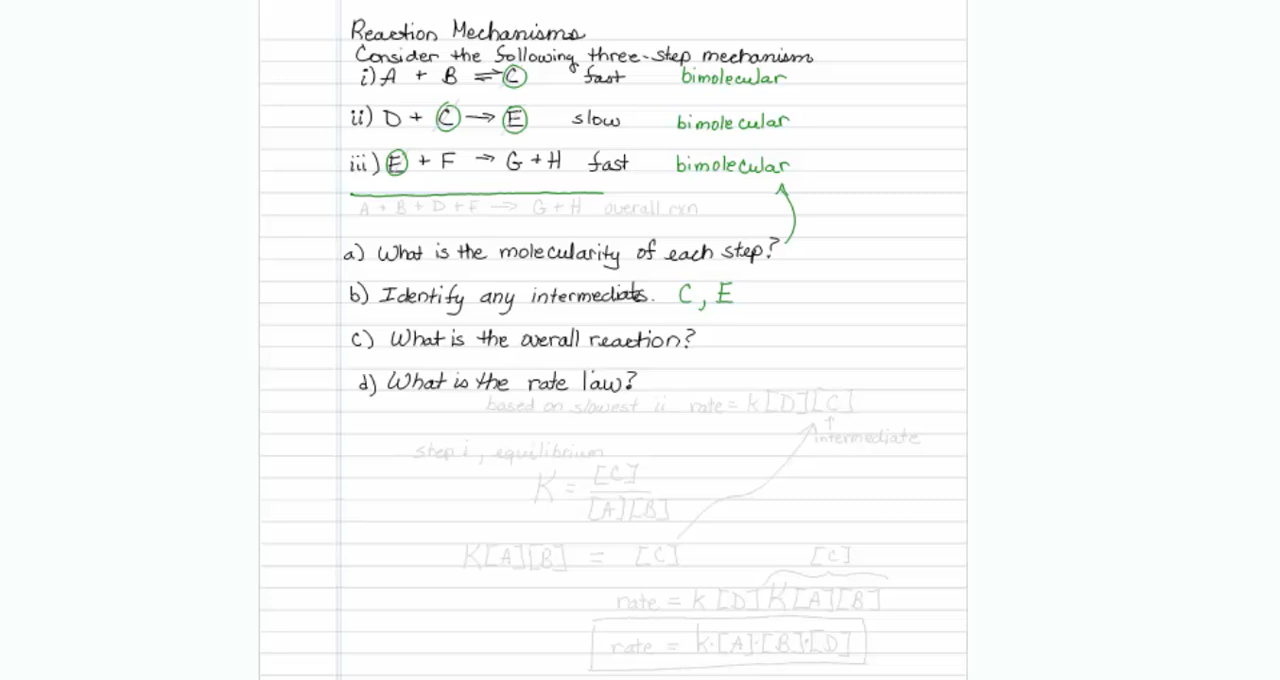 Reaction Mechanisms
Consider the following three-step mechanism
i) A + B ⇌ C fast bimolecular
ii) D + C → E slow bimolecular
iii) E + F → G + H fast bimolecular
A + B + D + F → G + H overall rxn
a) What is the molecularity of each step?
b) Identify any intermediates. C, E
c) What is the overall reaction?
d) What is the rate law?
based on slowest ii rate = k[D][C]
↑
intermediate
step i, equilibrium
K = [C]
[A][B]
K[A][B] = [C] [C]
rate = k [D] K[A][B]
rate = k·[A]·[B]·[D]